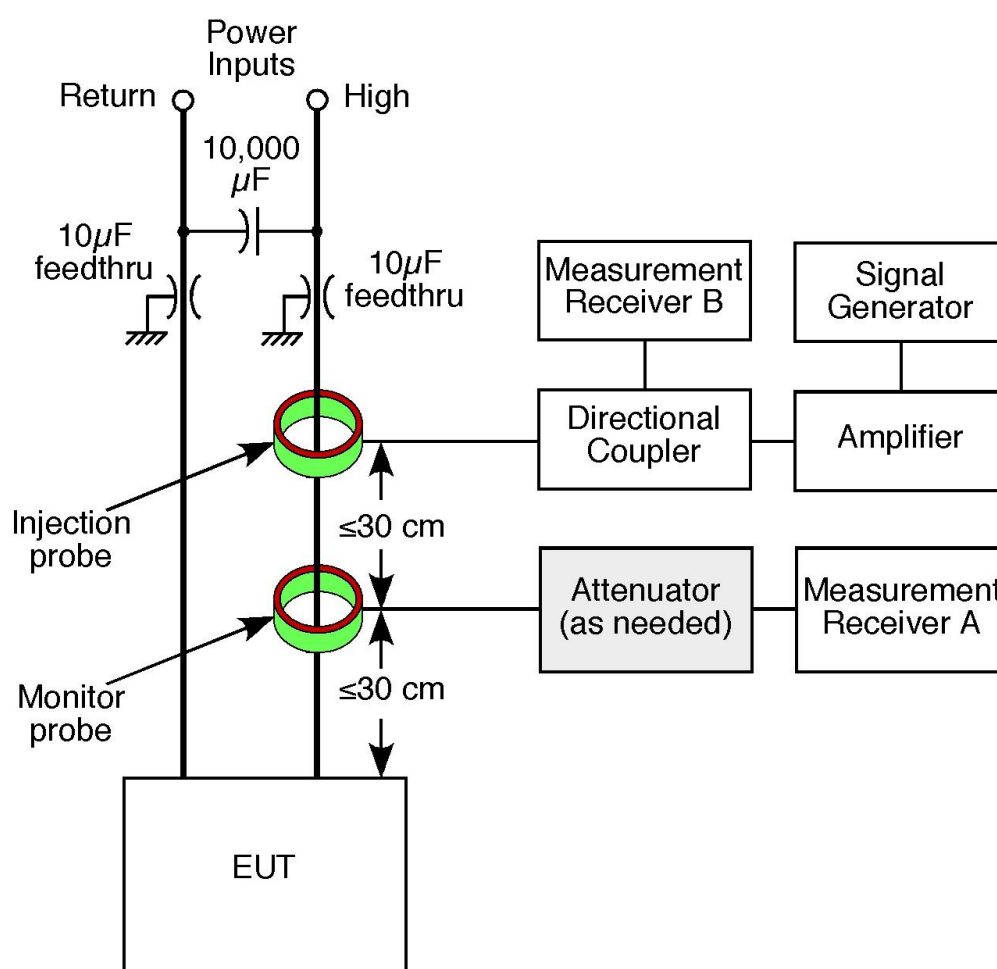 Power
Inputs
Return
High
10,000
µF
10µF
feedthru
10µF
feedthru
Measurement
Receiver B
Signal
Generator
Directional
Coupler
Amplifier
Injection
probe
≤30 cm
Attenuator
(as needed)
Measurement
Receiver A
Monitor
probe
≤30 cm
EUT